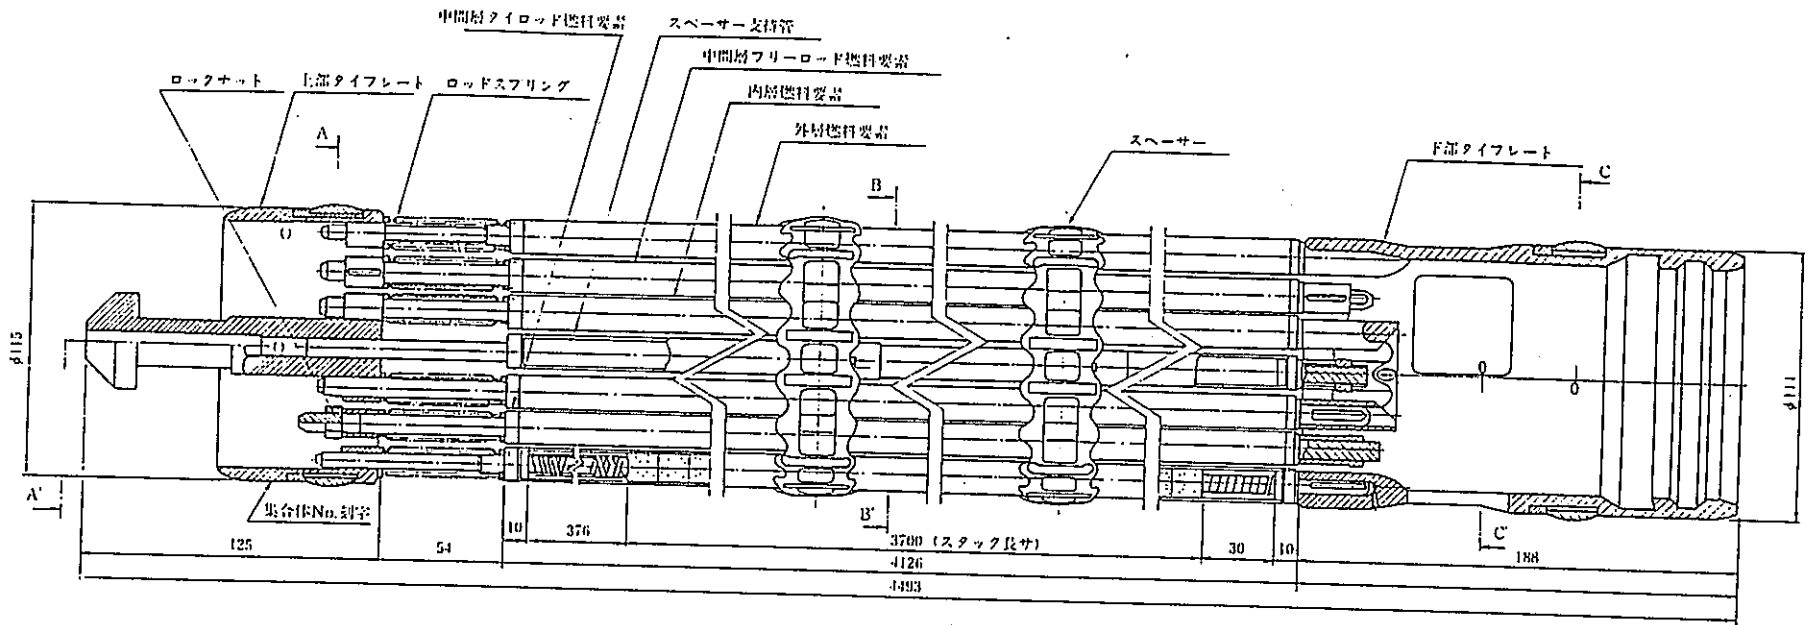 中間層タイロッド燃料要素
スペーサー支持管
中間層フリーロッド燃料要素
ロックナット
上部タイプレート
ロッドスプリング
内層燃料要素
外層燃料要素
スペーサー
下部タイプレート
A
B
C
φ115
φ111
A'
集合体No.刻字
B'
C'
10
376
3700 (スタック長サ)
30
10
125
54
4126
188
4493